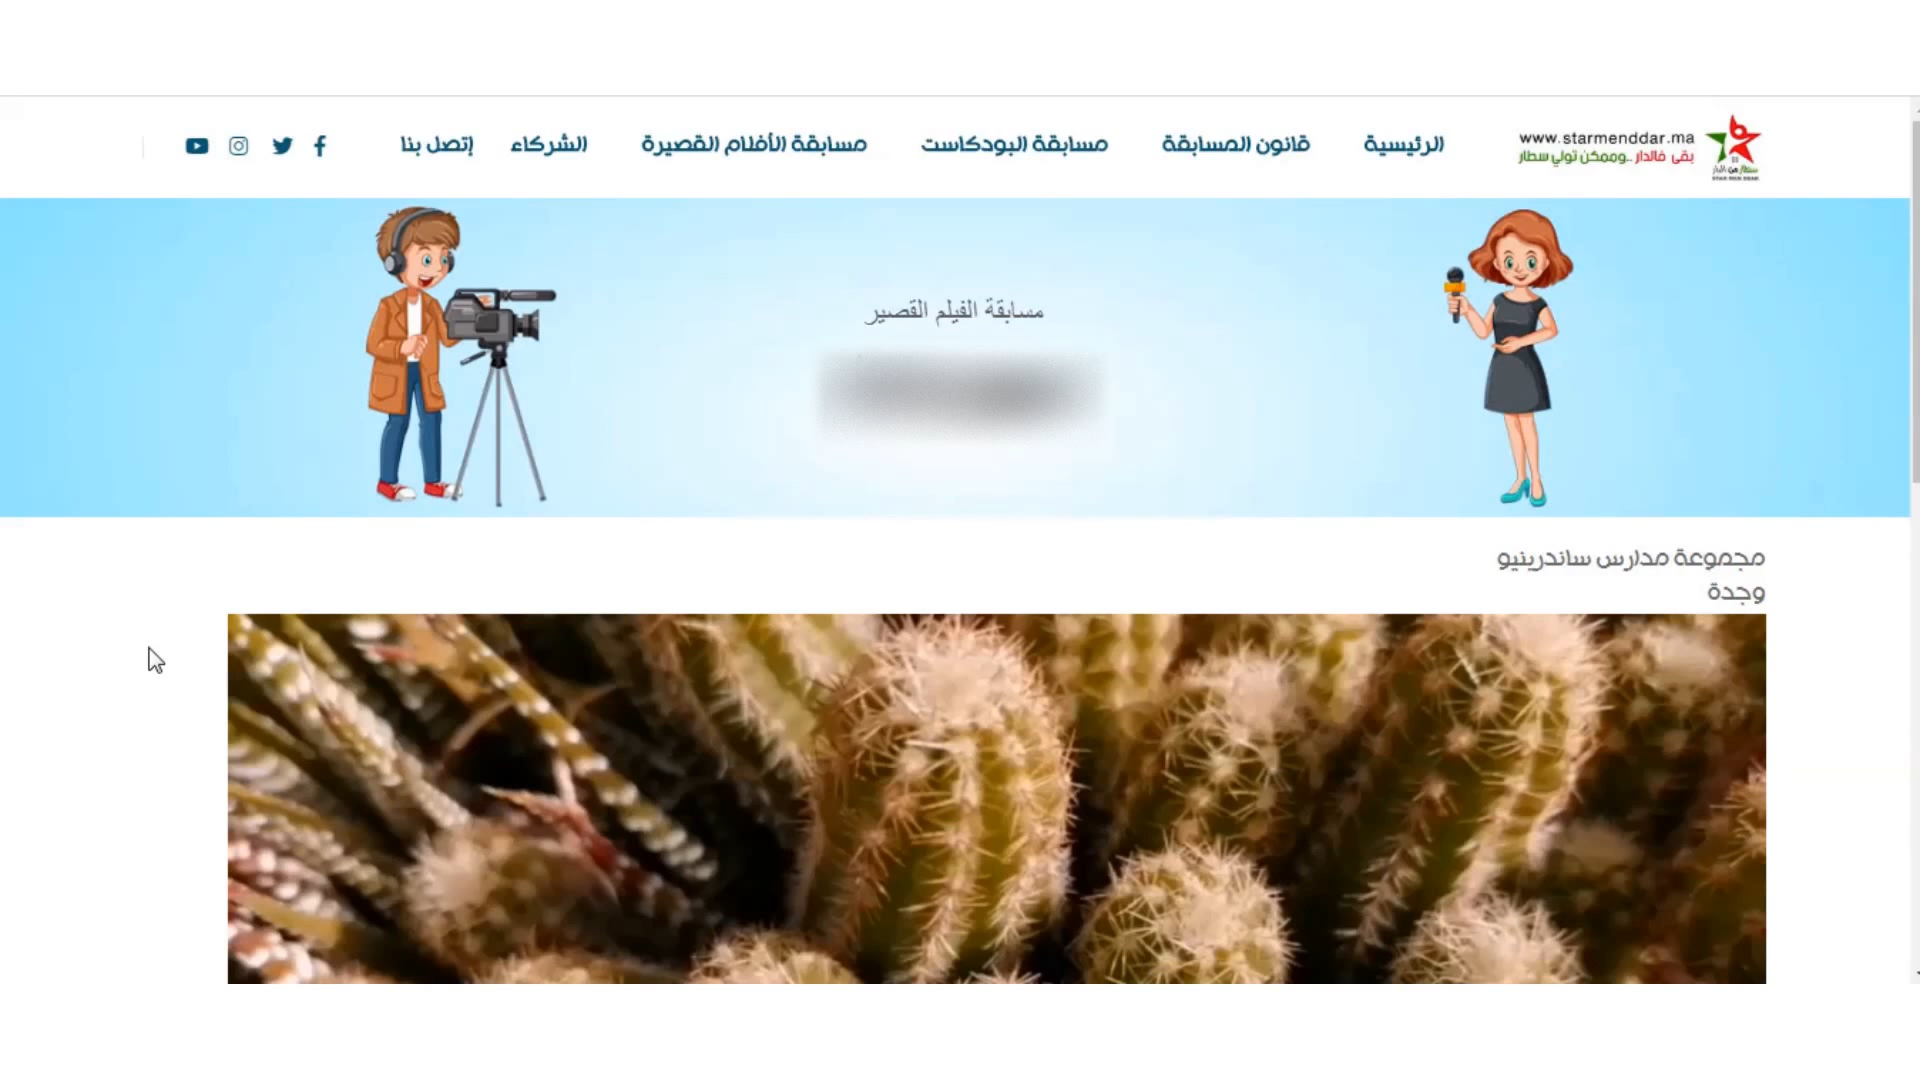 www.starmenddar.ma
بقى فالدار ..وممكن تولي سطار
الرئيسية
قانون المسابقة
مسابقة البودكاست
مسابقة الأفلام القصيرة
الشركاء
إتصل بنا
مسابقة الفيلم القصير
مجموعة مدارس ساندرينيو
وجدة